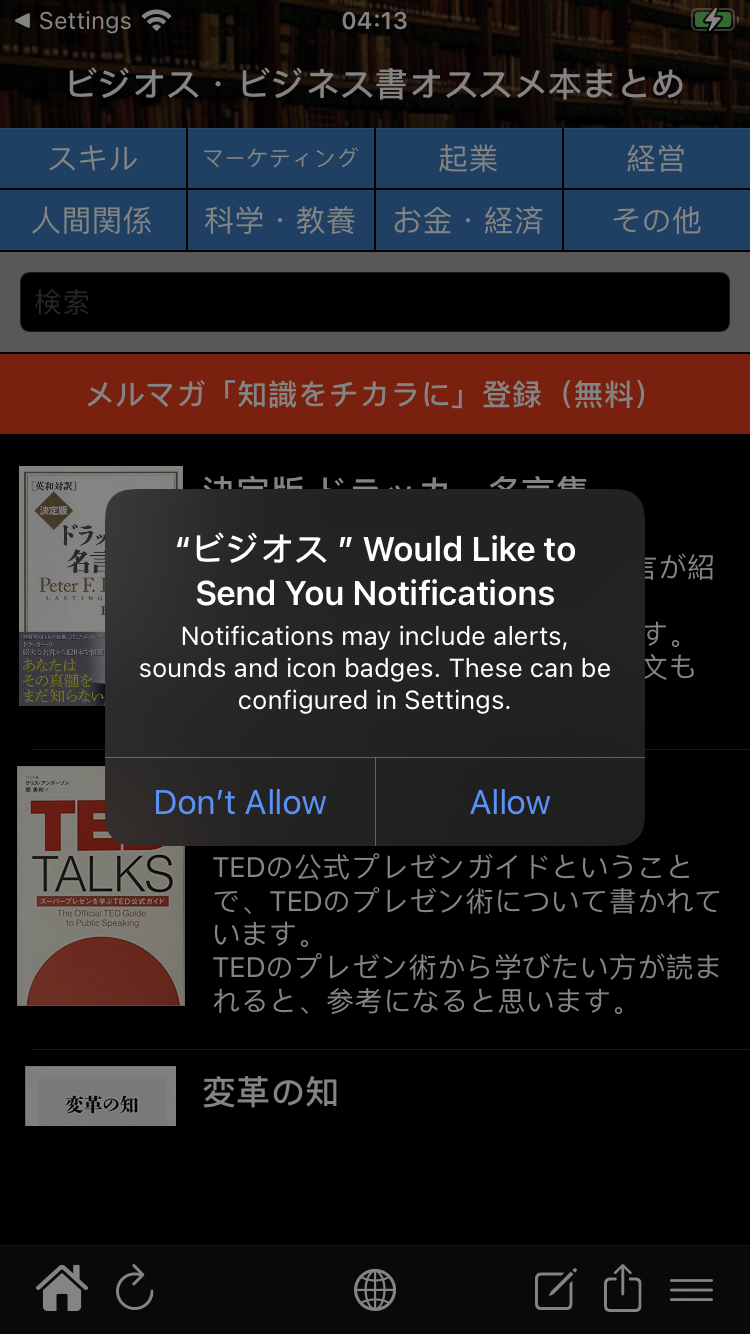 Settings
04:13
ビジオス・ビジネス書オススメ本まとめ
スキル
マーケティング
起業
経営
人間関係
科学・教養
お金・経済
その他
検索
メルマガ「知識をチカラに」登録（無料）
決定版 ドラッカー名言集
[英和対訳]
決定版
ドラッ
名言
Peter F.
言が紹
す。
文も
あなたは
その真髄を
まだ知らない
“ビジオス ” Would Like to
Send You Notifications
Notifications may include alerts,
sounds and icon badges. These can be
configured in Settings.
Don’t Allow
Allow
クリス・アンダーソン
TED
TALKS
スーパープレゼンを学ぶTED公式ガイド
The Official TED Guide
to Public Speaking
TEDの公式プレゼンガイドということ
で、TEDのプレゼン術について書かれて
います。
TEDのプレゼン術から学びたい方が読ま
れると、参考になると思います。
変革の知
変革の知